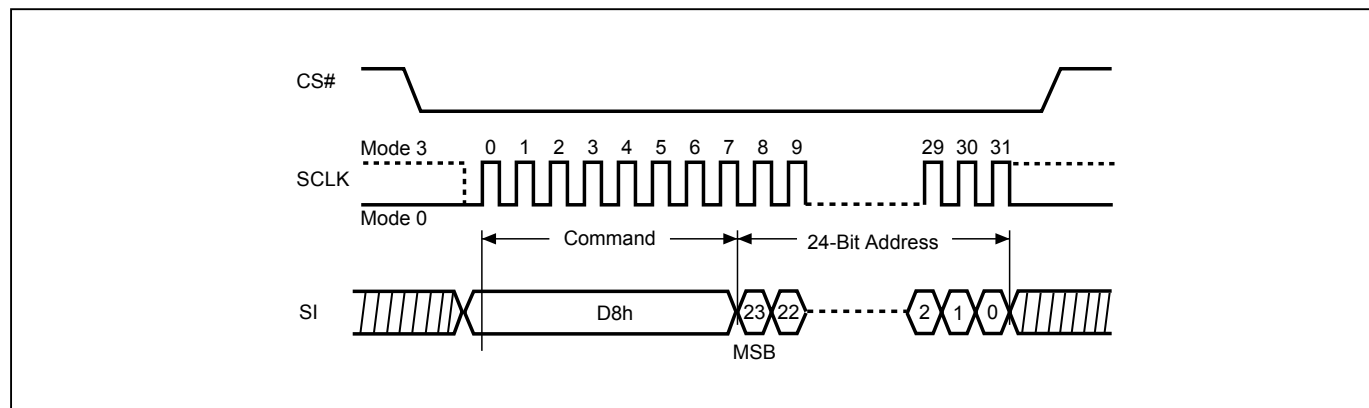 CS#
Mode 3
0 1 2 3 4 5 6 7 8 9 29 30 31
SCLK
Mode 0
Command
24-Bit Address
SI
D8h
23 22
2 1 0
MSB